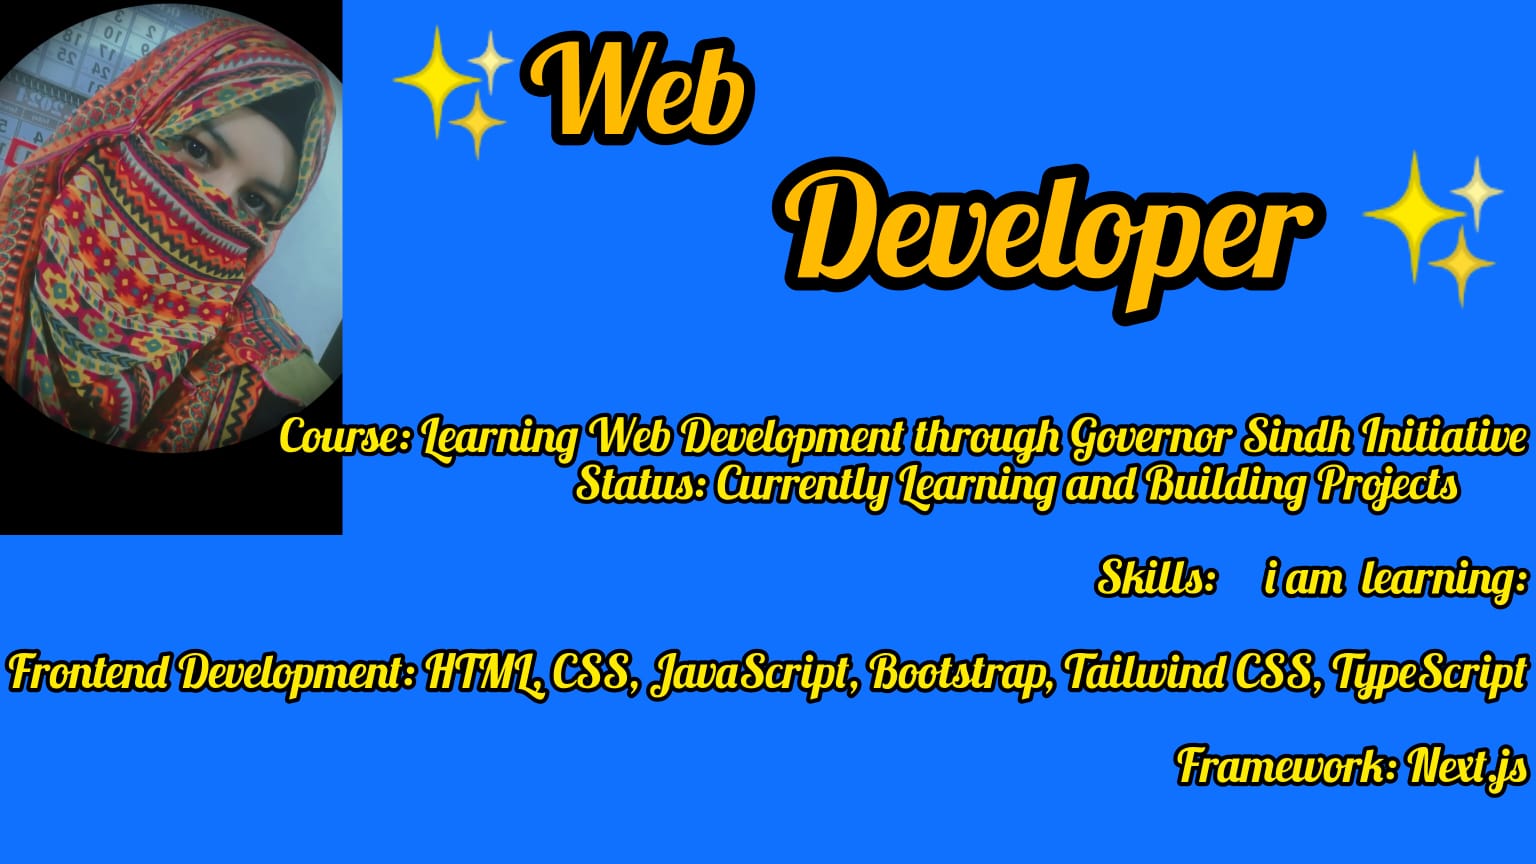 Web
Developer
Course: Learning Web Development through Governor Sindh Initiative
Status: Currently Learning and Building Projects
Skills: i am learning:
Frontend Development: HTML, CSS, JavaScript, Bootstrap, Tailwind CSS, TypeScript
Framework: Next.js